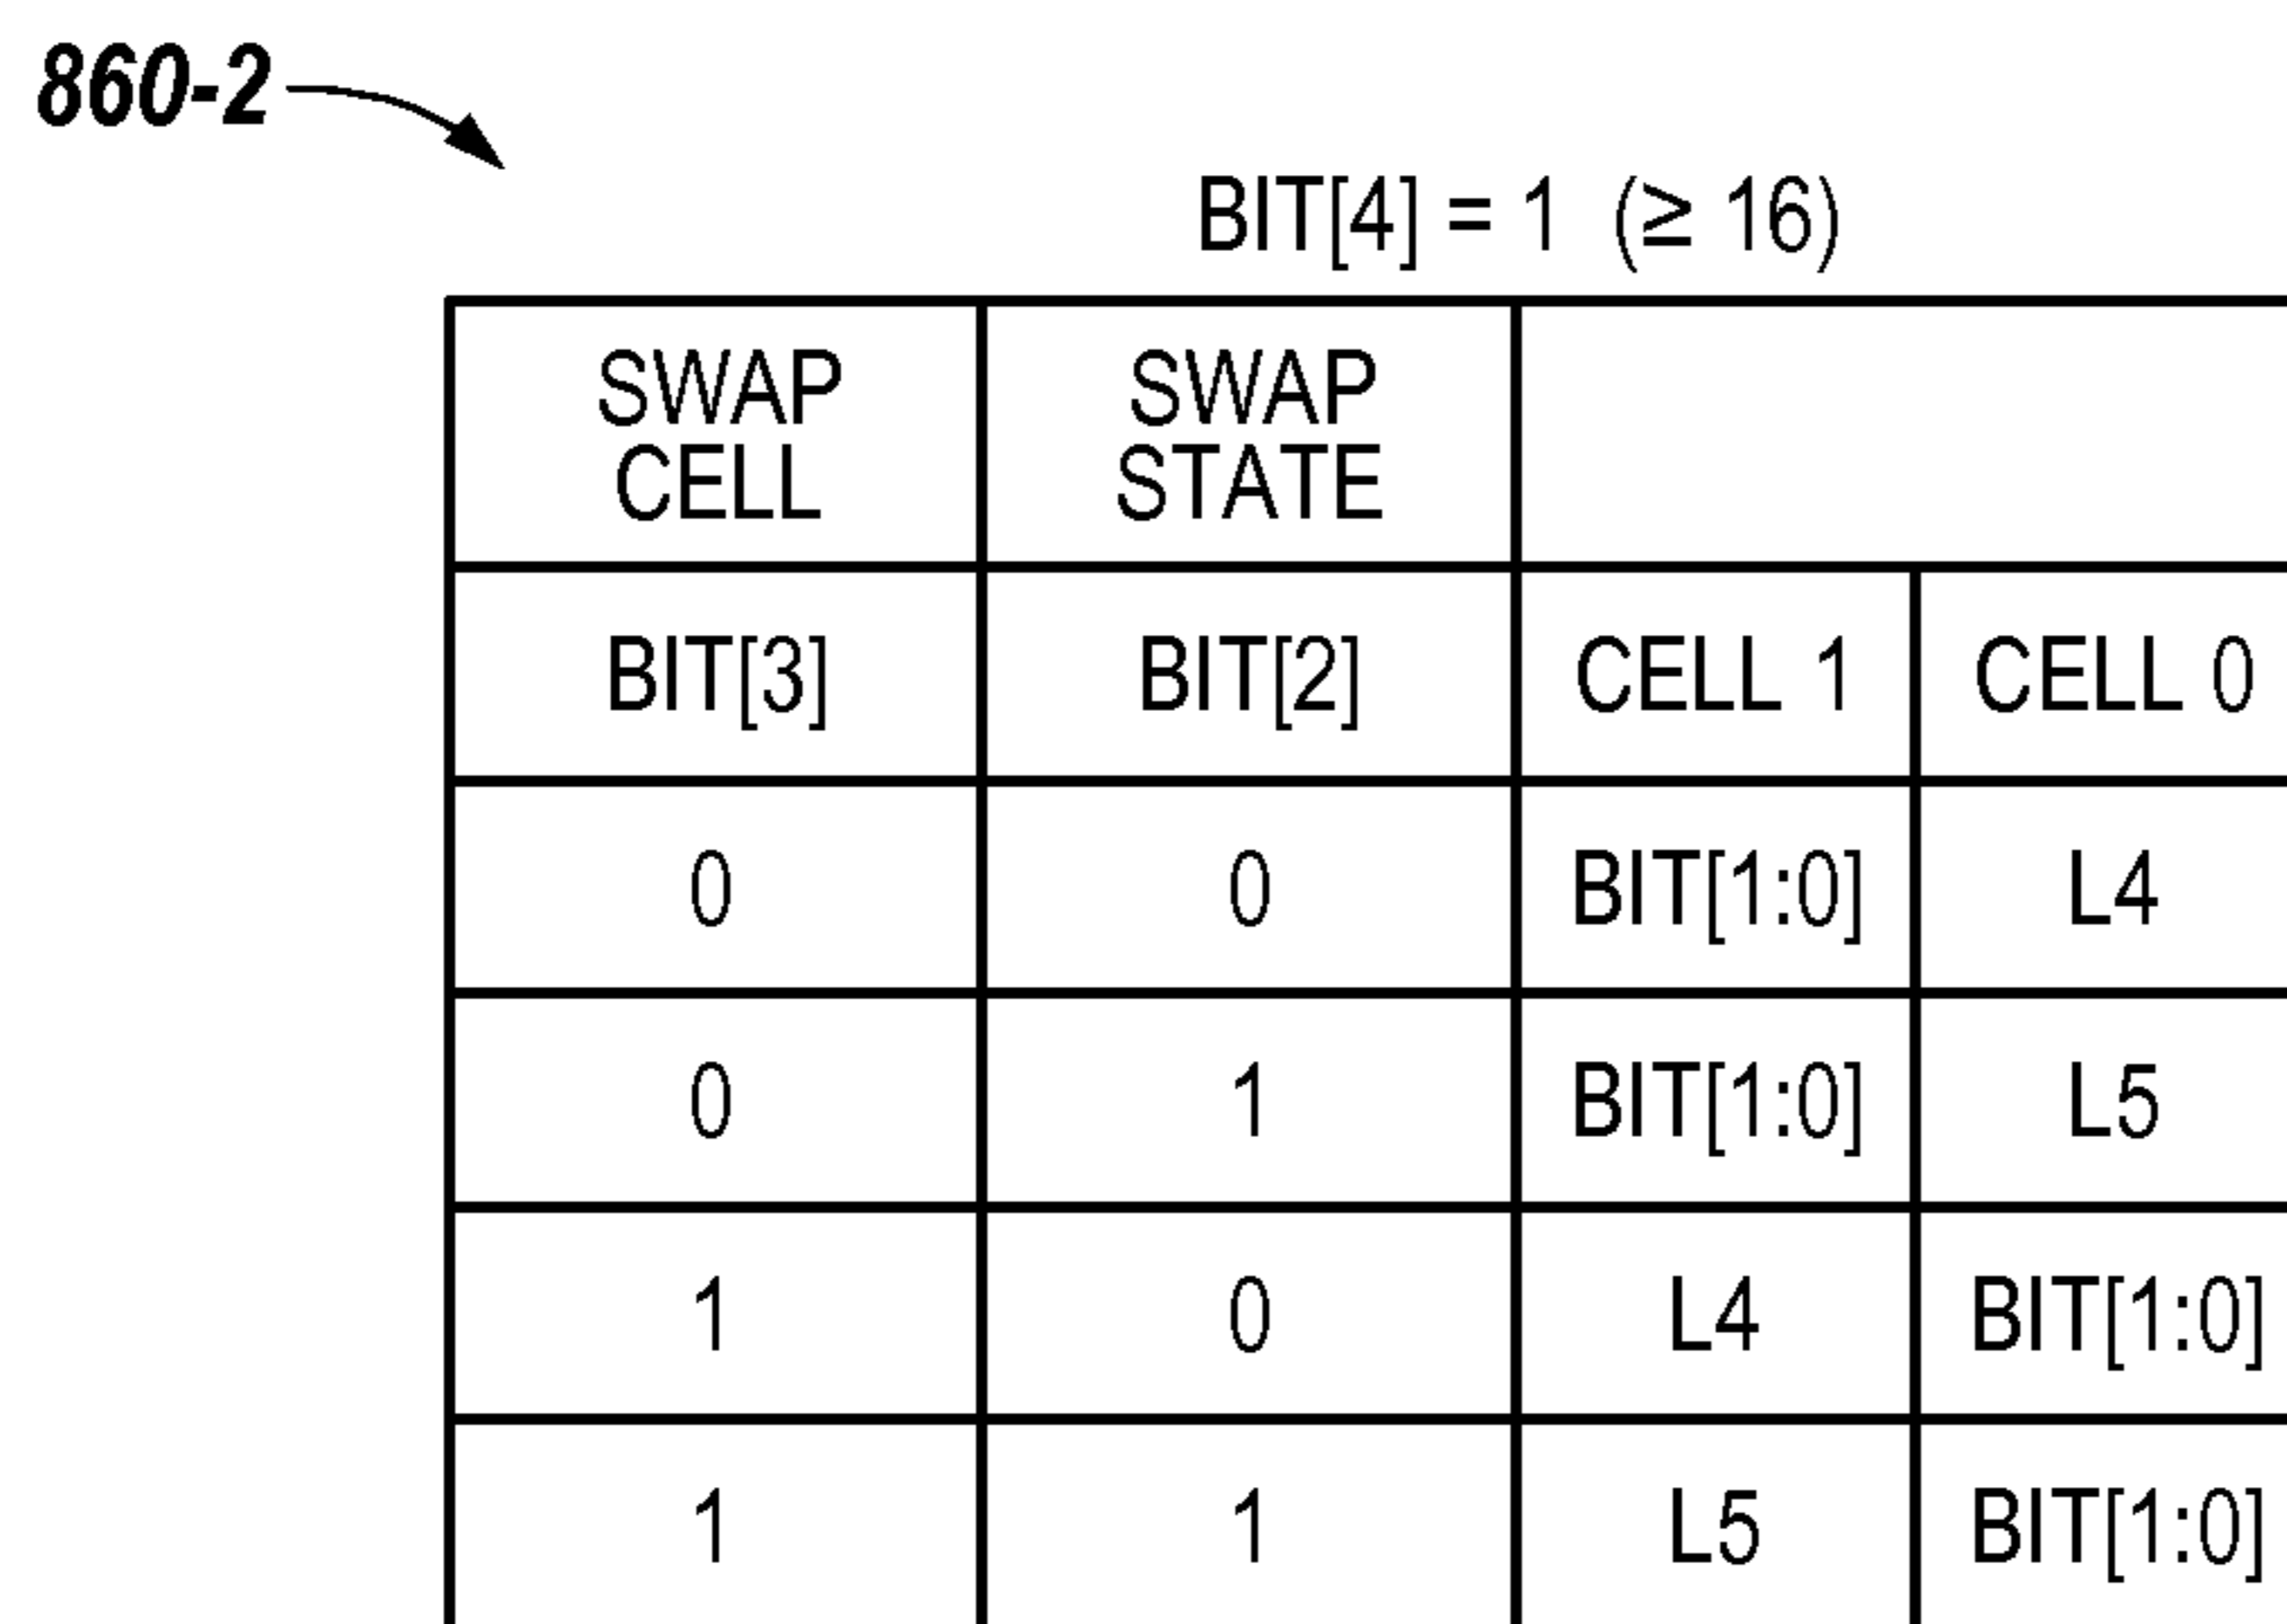 860-2
BIT[4] = 1 (≥ 16)
SWAP CELL SWAP STATE
BIT[3] BIT[2] CELL 1 CELL 0
0 0 BIT[1:0] L4
0 1 BIT[1:0] L5
1 0 L4 BIT[1:0]
1 1 L5 BIT[1:0]